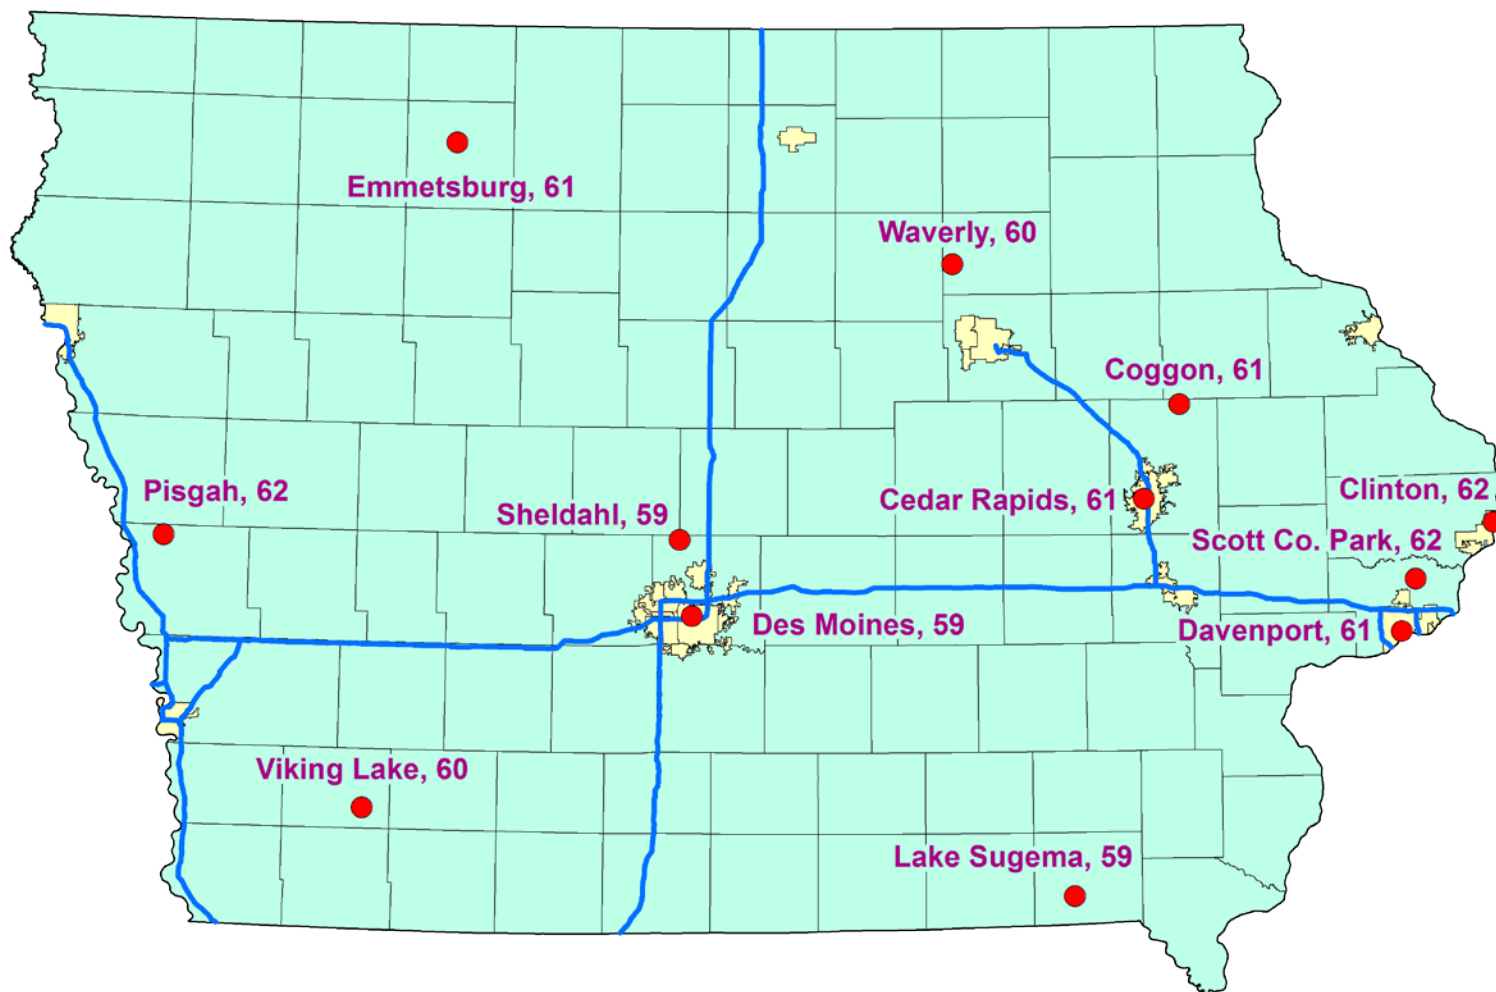 Emmetsburg, 61
Waverly, 60
Coggon, 61
Pisgah, 62
Clinton, 62
Cedar Rapids, 61
Sheldahl, 59
Scott Co. Park, 62
Des Moines, 59
Davenport, 61
Viking Lake, 60
Lake Sugema, 59